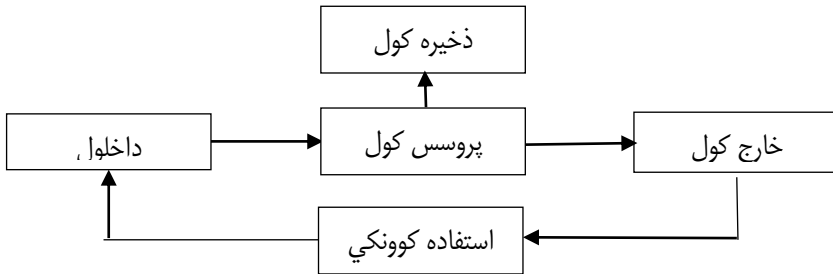 ذخیره کول
داخلول
پروسس کول
خارج کول
استفاده کوونکي